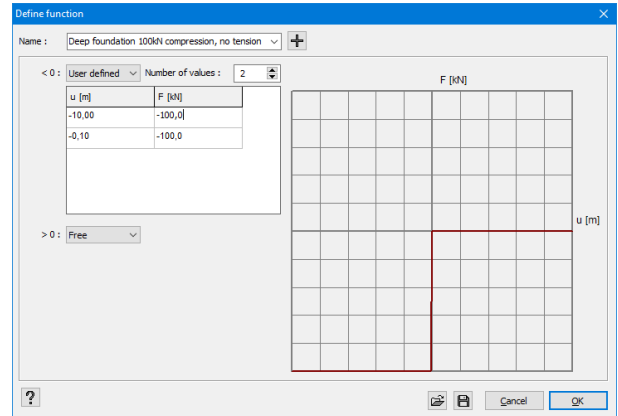 Define function
Name :
Deep foundation 100kN compression, no tension
< 0 :
User defined
Number of values :
2
u [m]
F [kN]
-10,00
-100,0
-0,10
-100,0
> 0 :
Free
F [kN]
u [m]
?
Cancel
OK